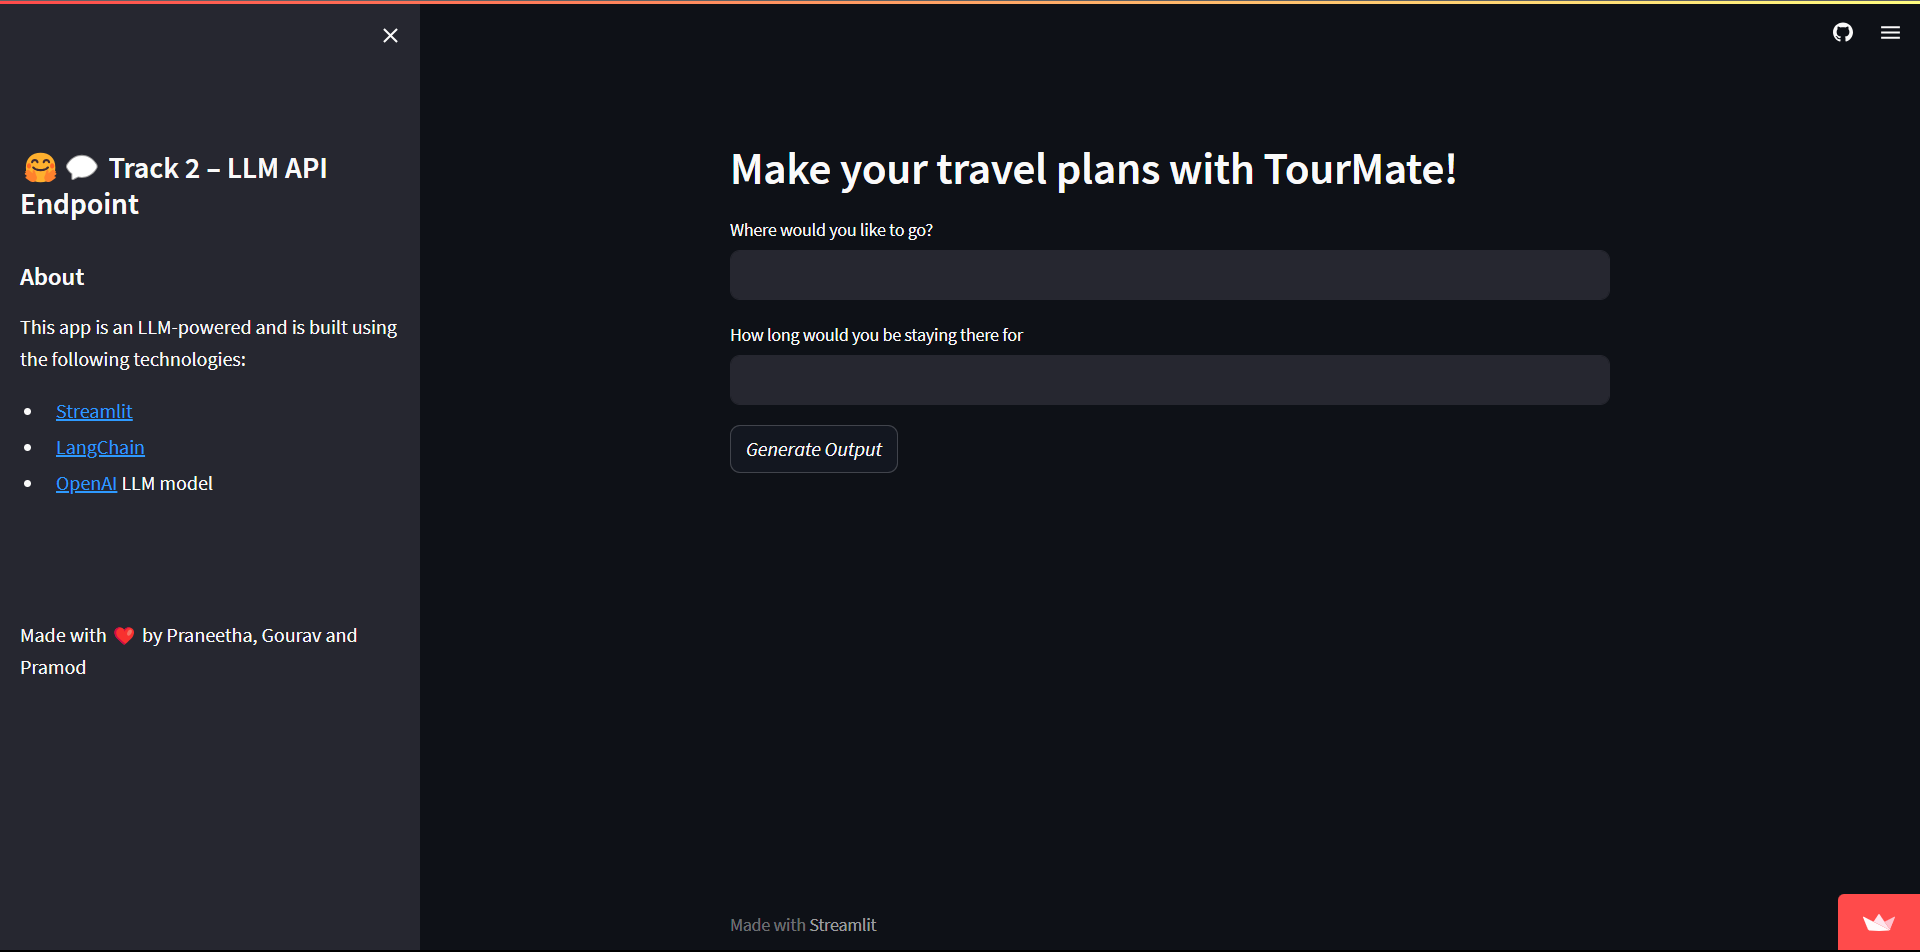 🤗💬 Track 2 – LLM API
Endpoint
About
This app is an LLM-powered and is built using
the following technologies:
Streamlit
LangChain
OpenAI LLM model
Made with ❤️ by Praneetha, Gourav and
Pramod
Make your travel plans with TourMate!
Where would you like to go?
How long would you be staying there for
Generate Output
Made with Streamlit